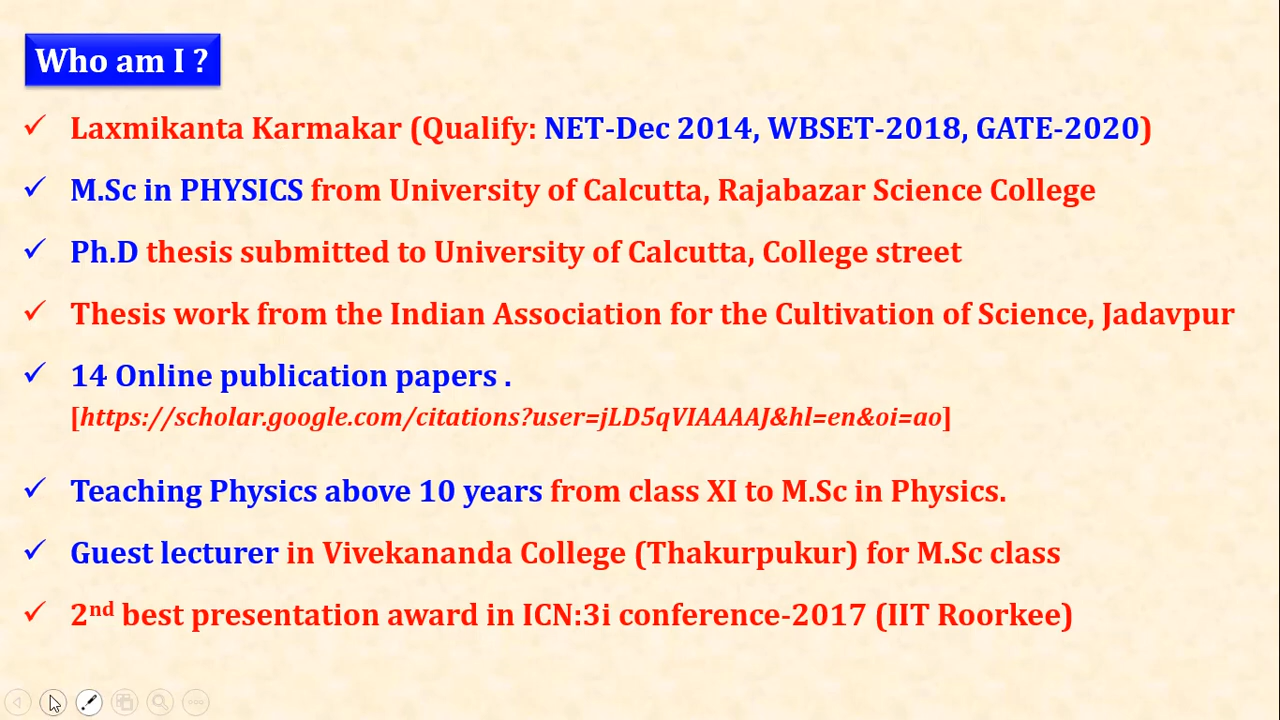 Who am I ?
Laxmikanta Karmakar (Qualify: NET-Dec 2014, WBSET-2018, GATE-2020)
M.Sc in PHYSICS from University of Calcutta, Rajabazar Science College
Ph.D thesis submitted to University of Calcutta, College street
Thesis work from the Indian Association for the Cultivation of Science, Jadavpur
14 Online publication papers .
[https://scholar.google.com/citations?user=jLD5qVIAAAAJ&hl=en&oi=ao]
Teaching Physics above 10 years from class XI to M.Sc in Physics.
Guest lecturer in Vivekananda College (Thakurpukur) for M.Sc class
2nd best presentation award in ICN:3i conference-2017 (IIT Roorkee)